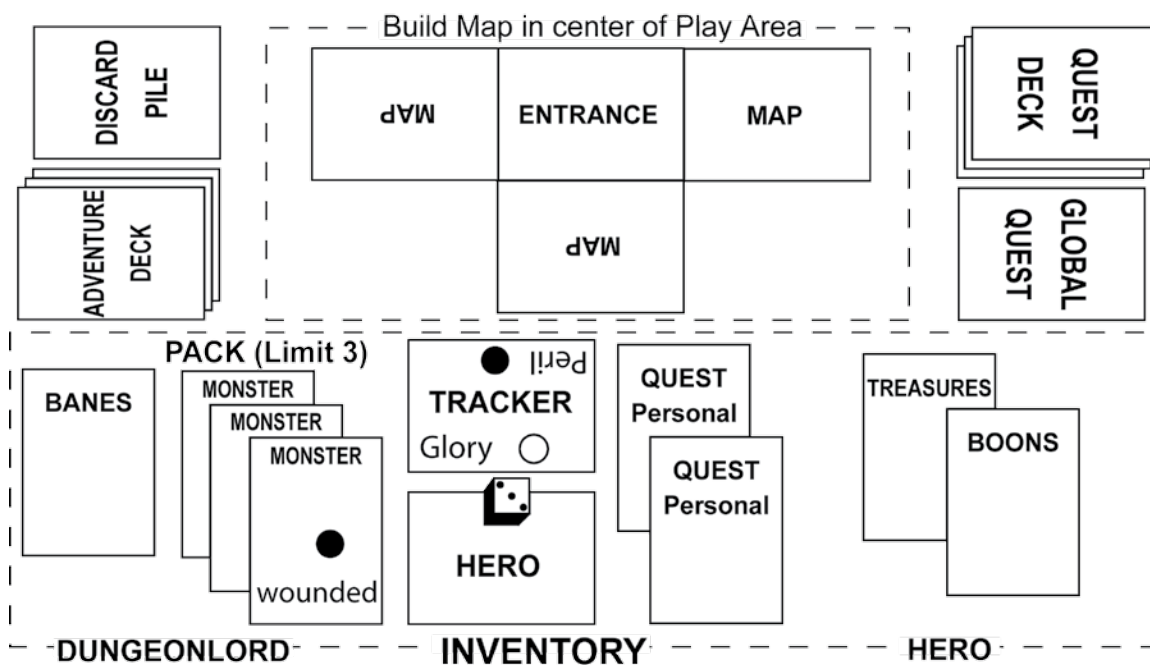 Build Map in center of Play Area
DISCARD
PILE
MAP
ENTRANCE
MAP
QUEST
DECK
ADVENTURE
DECK
MAP
GLOBAL
QUEST
PACK (Limit 3)
BANES
MONSTER
MONSTER
MONSTER
wounded
Peril
TRACKER
Glory
HERO
QUEST
Personal
QUEST
Personal
TREASURES
BOONS
DUNGEONLORD
INVENTORY
HERO